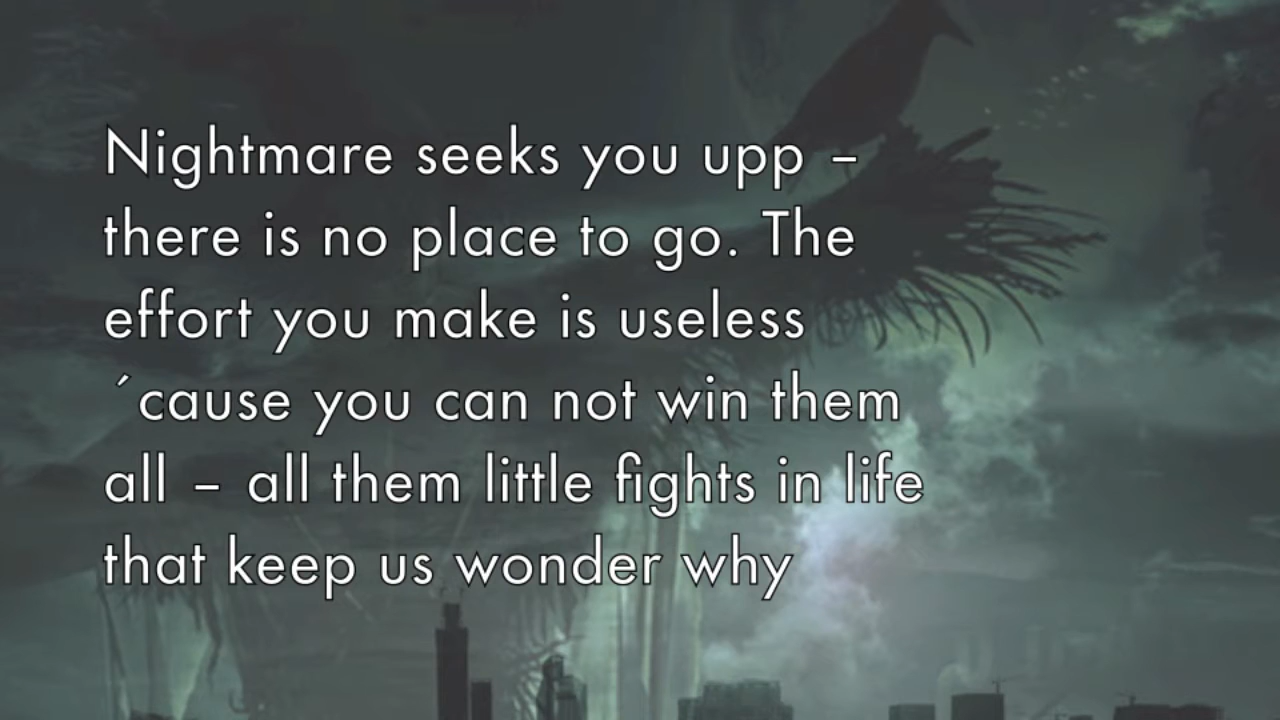 Nightmare seeks you upp –
there is no place to go. The
effort you make is useless
´cause you can not win them
all – all them little fights in life
that keep us wonder why